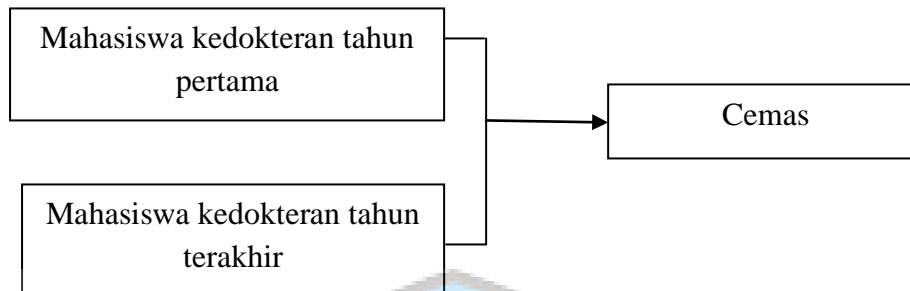 Mahasiswa kedokteran tahun
pertama
Cemas
Mahasiswa kedokteran tahun
terakhir